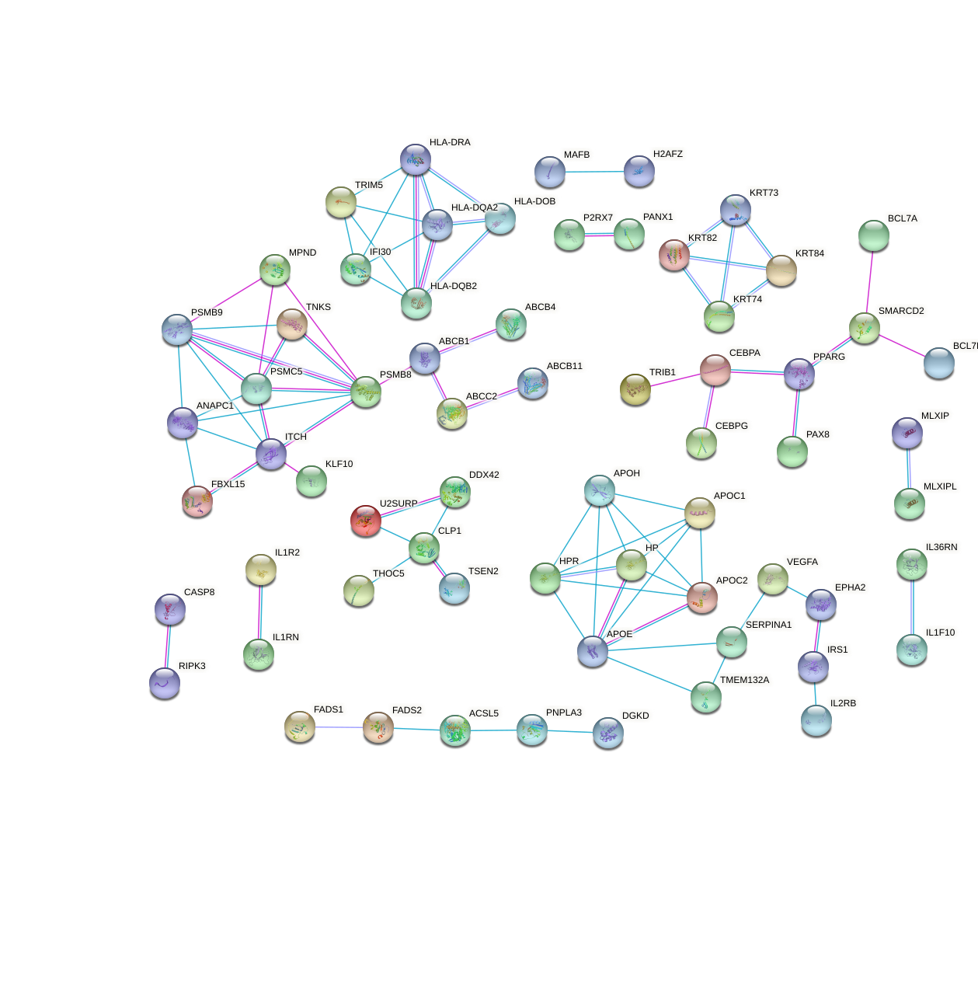 HLA-DRA
MAFB
H2AFZ
TRIM5
KRT73
HLA-DQA2
HLA-DOB
P2RX7
PANX1
BCL7A
KRT82
MPND
IFI30
KRT84
HLA-DQB2
KRT74
PSMB9
TNKS
ABCB4
SMARCD2
ABCB1
BCL7
CEBPA
PPARG
ABCB11
PSMC5
PSMB8
TRIB1
ABCC2
ANAPC1
MLXIP
CEBPG
ITCH
PAX8
KLF10
DDX42
APOH
FBXL15
MLXIPL
APOC1
U2SURP
CLP1
IL1R2
HP
IL36RN
HPR
VEGFA
THOC5
TSEN2
APOC2
CASP8
EPHA2
SERPINA1
APOE
IL1RN
IL1F10
IRS1
RIPK3
TMEM132A
IL2RB
FADS1
FADS2
ACSL5
PNPLA3
DGKD